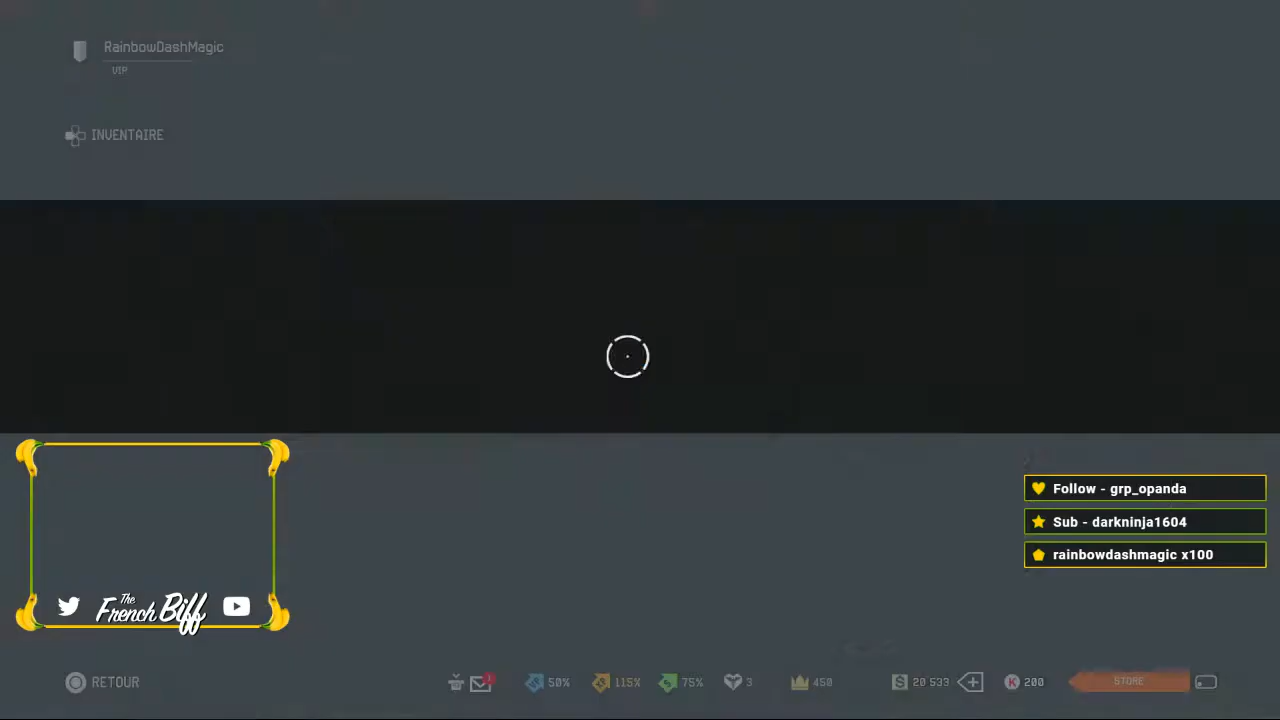 RainbowDashMagic
VIP
INVENTAIRE
Follow - grp_opanda
Sub - darkninja1604
rainbowdashmagic x100
The French Biff
RETOUR
50%
115%
75%
3
450
S 20 533
K 200
STORE